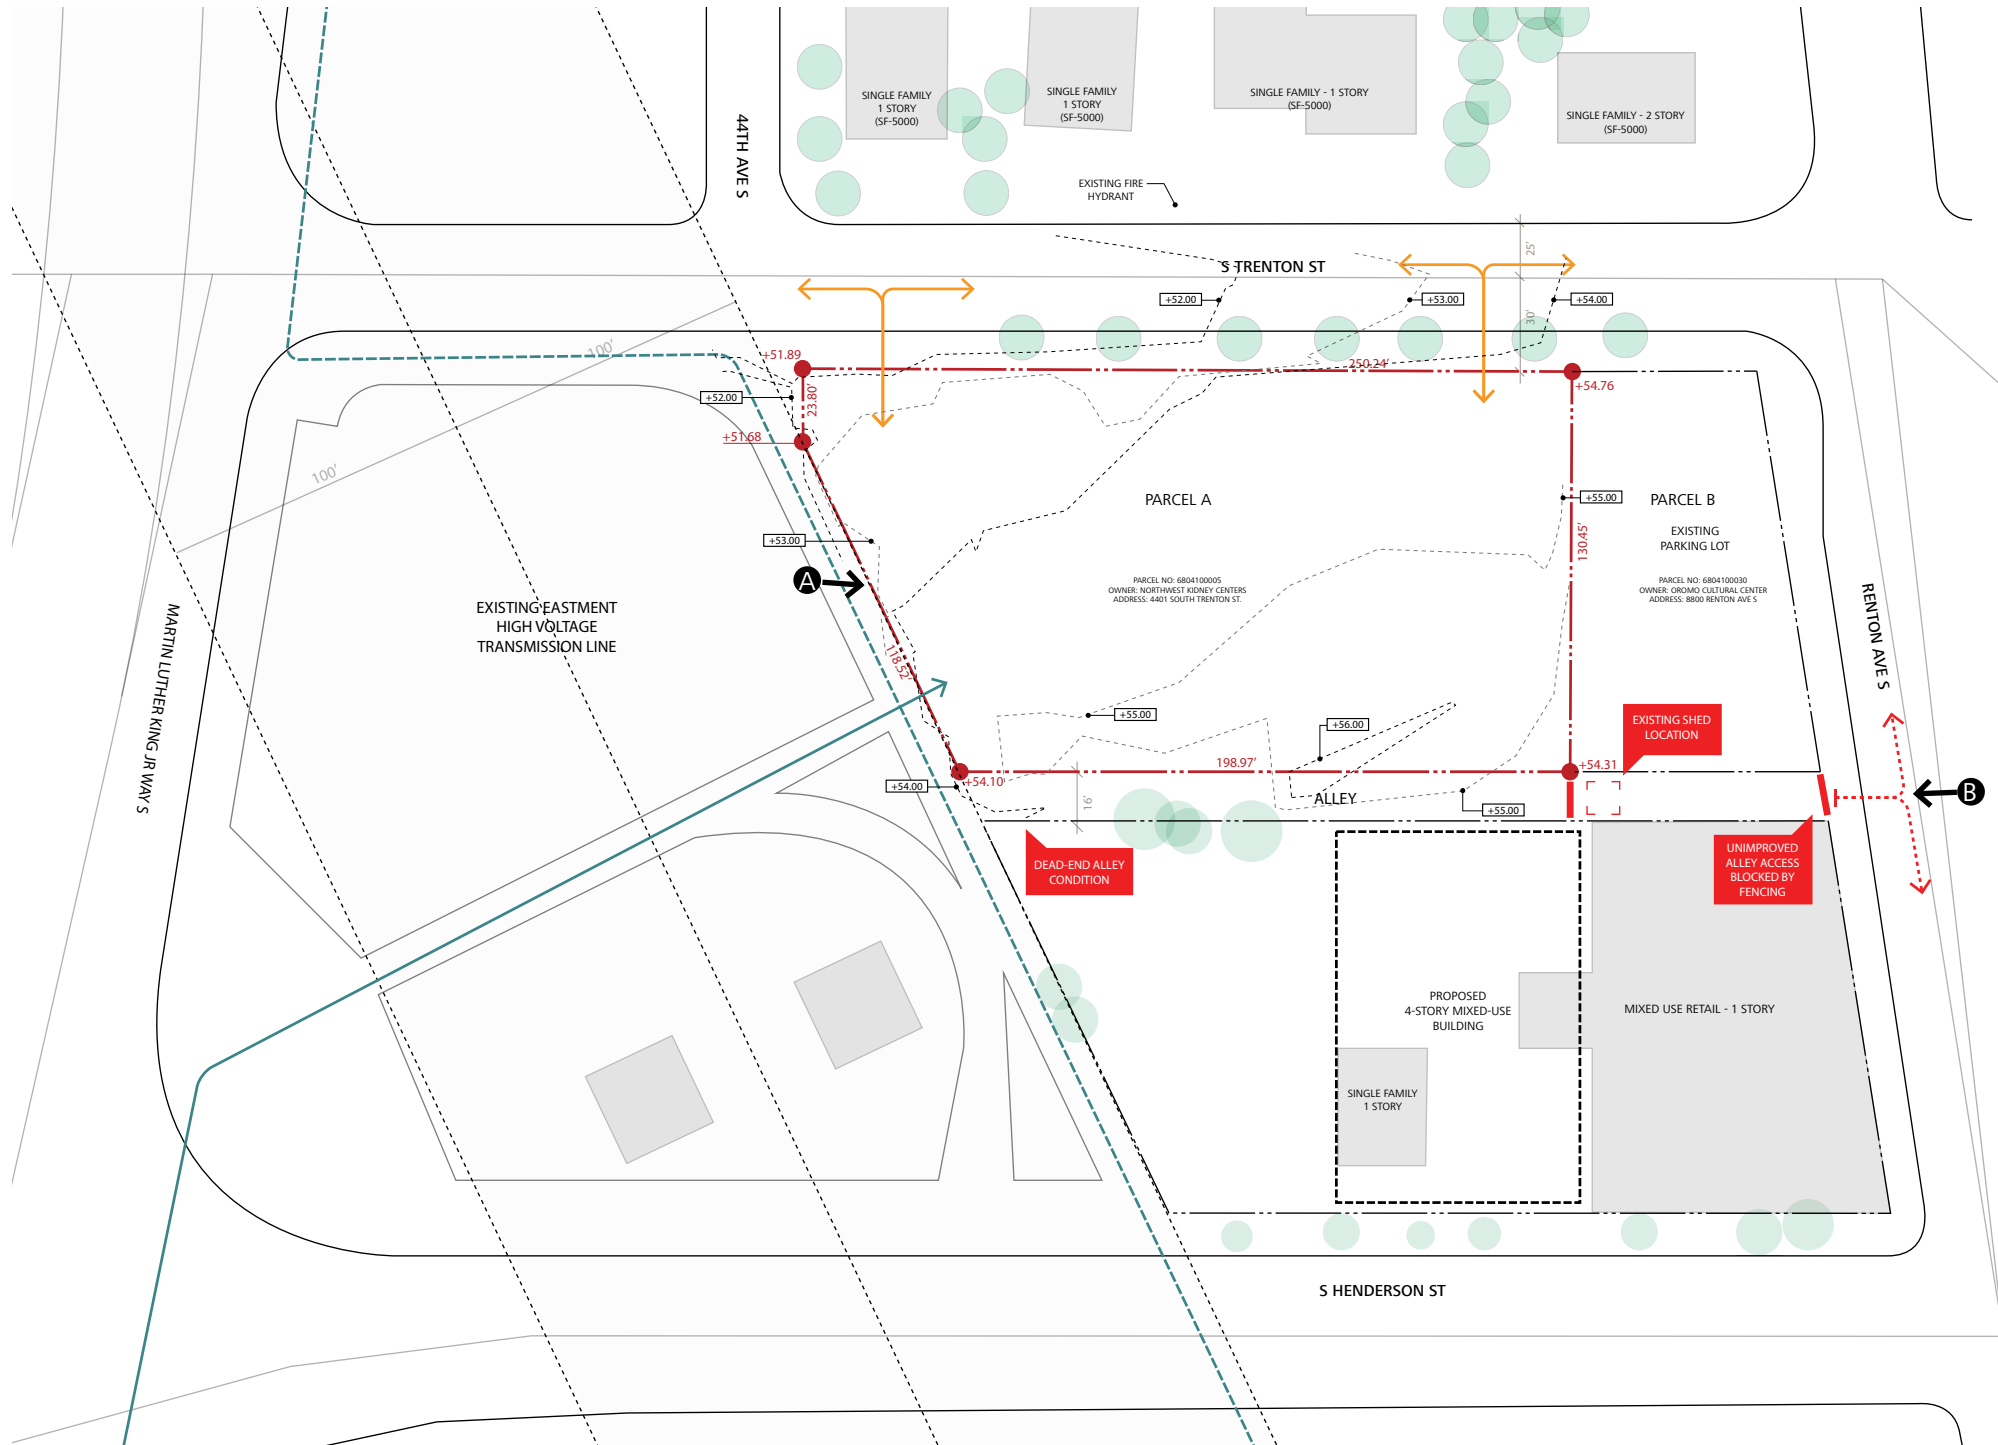 SINGLE FAMILY
1 STORY
(SF-5000)
SINGLE FAMILY
1 STORY
(SF-5000)
SINGLE FAMILY - 1 STORY
(SF-5000)
SINGLE FAMILY - 2 STORY
(SF-5000)
44TH AVE S
EXISTING FIRE
HYDRANT
25'
S TRENTON ST
+52.00
+53.00
+54.00
30'
100'
+51.89
250.24'
+54.76
+52.00
23.80'
+51.68
100'
PARCEL A
+55.00
PARCEL B
EXISTING
PARKING LOT
130.45'
+53.00
A
PARCEL NO: 6804100005
OWNER: NORTHWEST KIDNEY CENTERS
ADDRESS: 4401 SOUTH TRENTON ST.
PARCEL NO: 6804100030
OWNER: OROMO CULTURAL CENTER
ADDRESS: 8800 RENTON AVE S
EXISTING EASTMENT
HIGH VOLTAGE
TRANSMISSION LINE
MARTIN LUTHER KING JR WAY S
RENTON AVE S
118.52'
+55.00
+56.00
EXISTING SHED
LOCATION
198.97'
+54.31
+54.10
+54.00
16'
ALLEY
+55.00
B
DEAD-END ALLEY
CONDITION
UNIMPROVED
ALLEY ACCESS
BLOCKED BY
FENCING
PROPOSED
4-STORY MIXED-USE
BUILDING
MIXED USE RETAIL - 1 STORY
SINGLE FAMILY
1 STORY
S HENDERSON ST